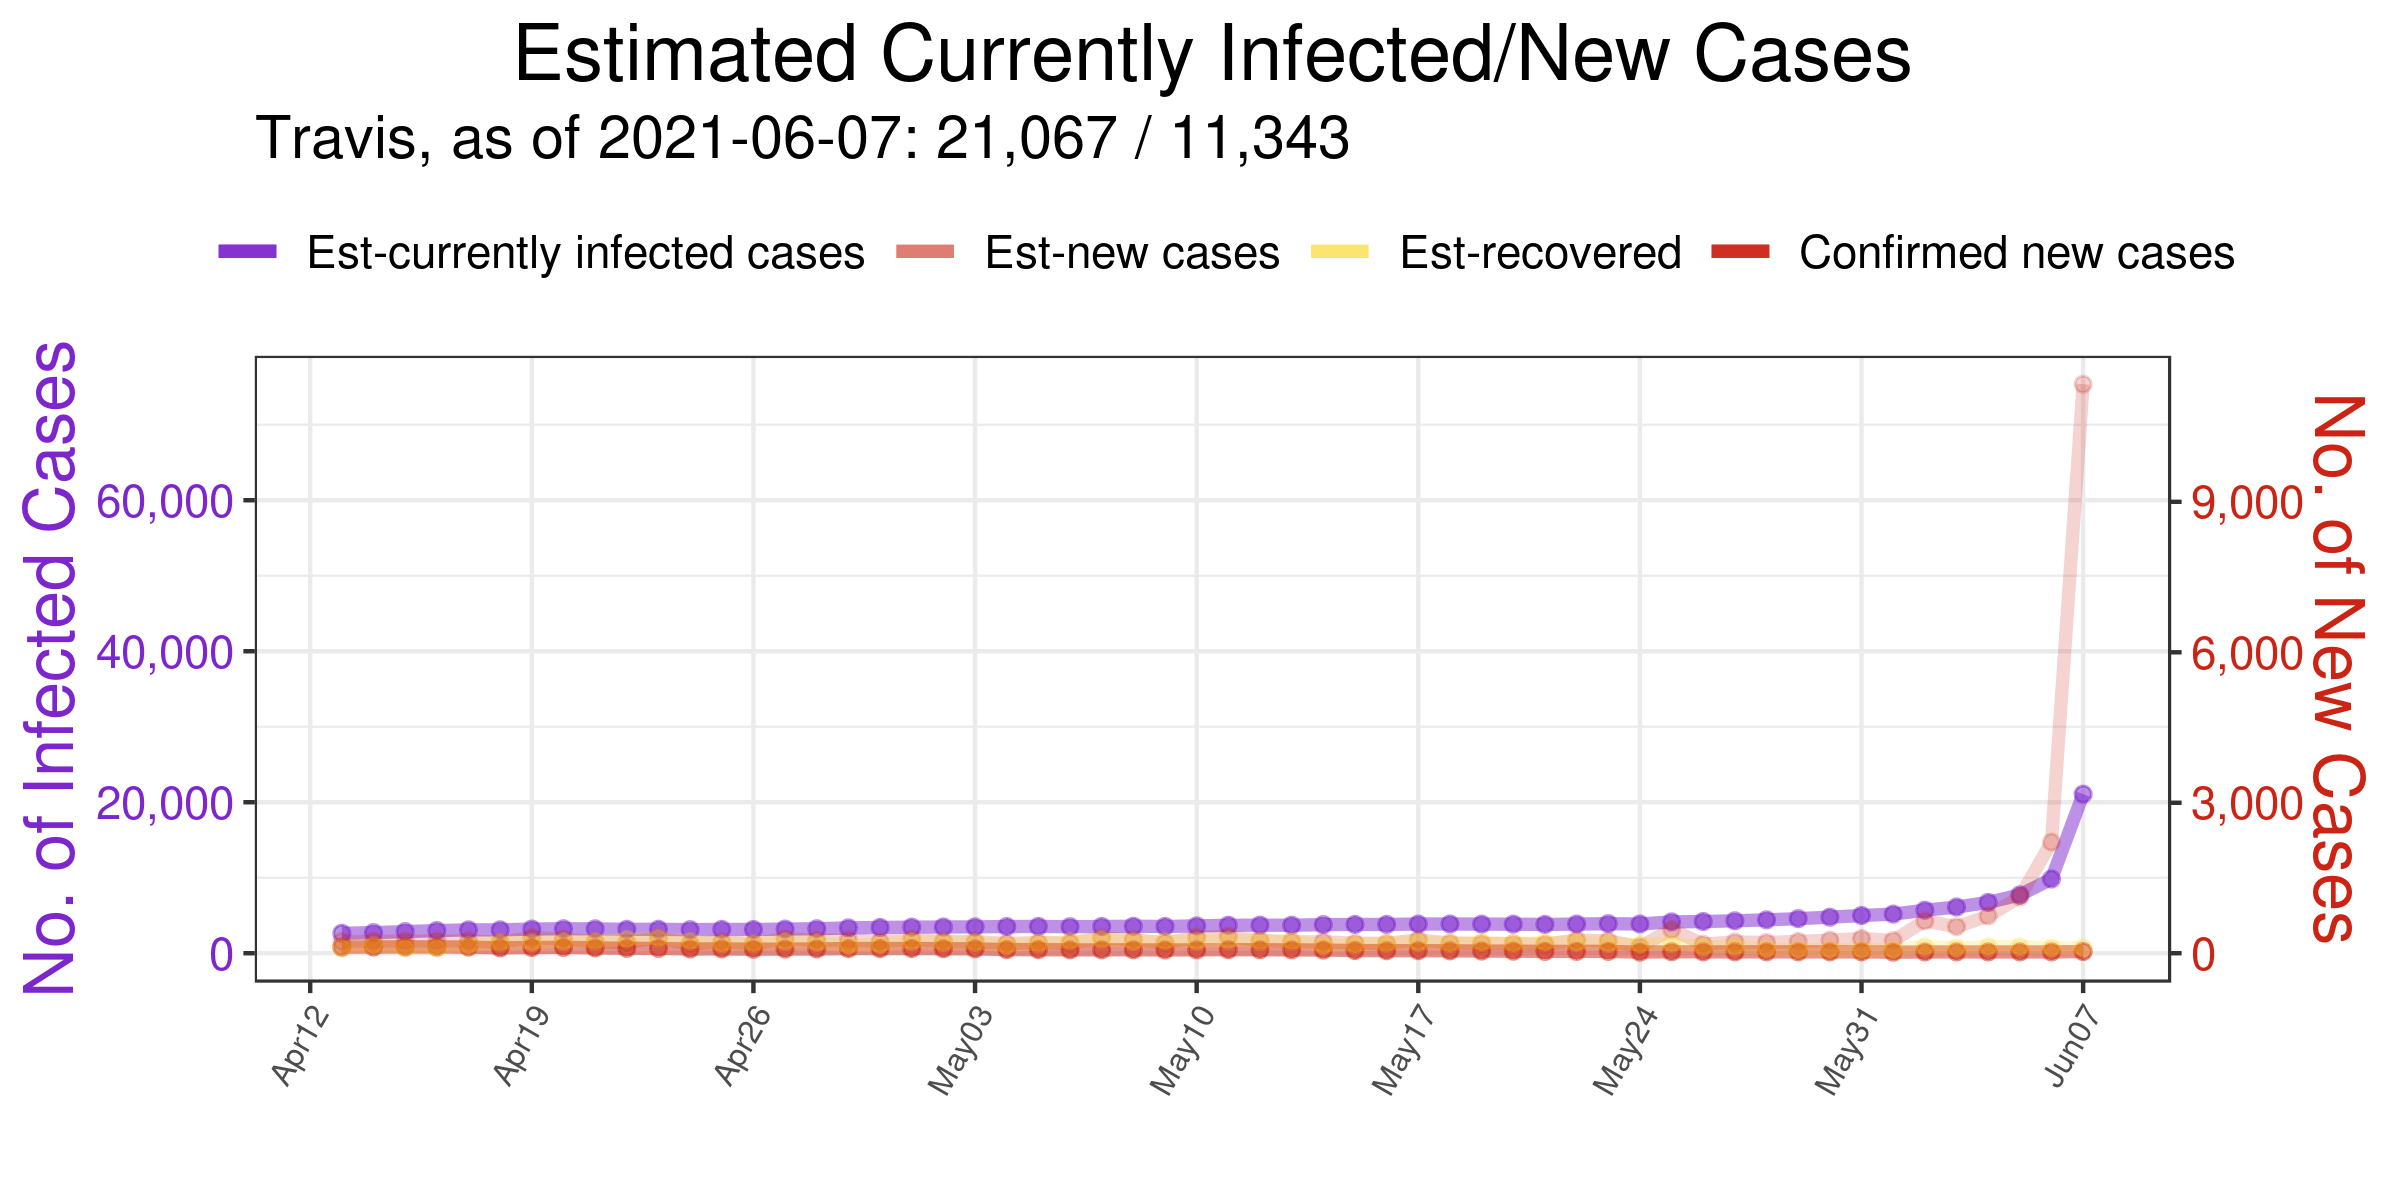 Estimated Currently Infected/New Cases
Travis, as of 2021-06-07: 21,067 / 11,343
Est-currently infected cases
Est-new cases
Est-recovered
Confirmed new cases
No. of Infected Cases
60,000
40,000
20,000
0
9,000
6,000
3,000
0
No. of New Cases
Apr12
Apr19
Apr26
May03
May10
May17
May24
May31
Jun07